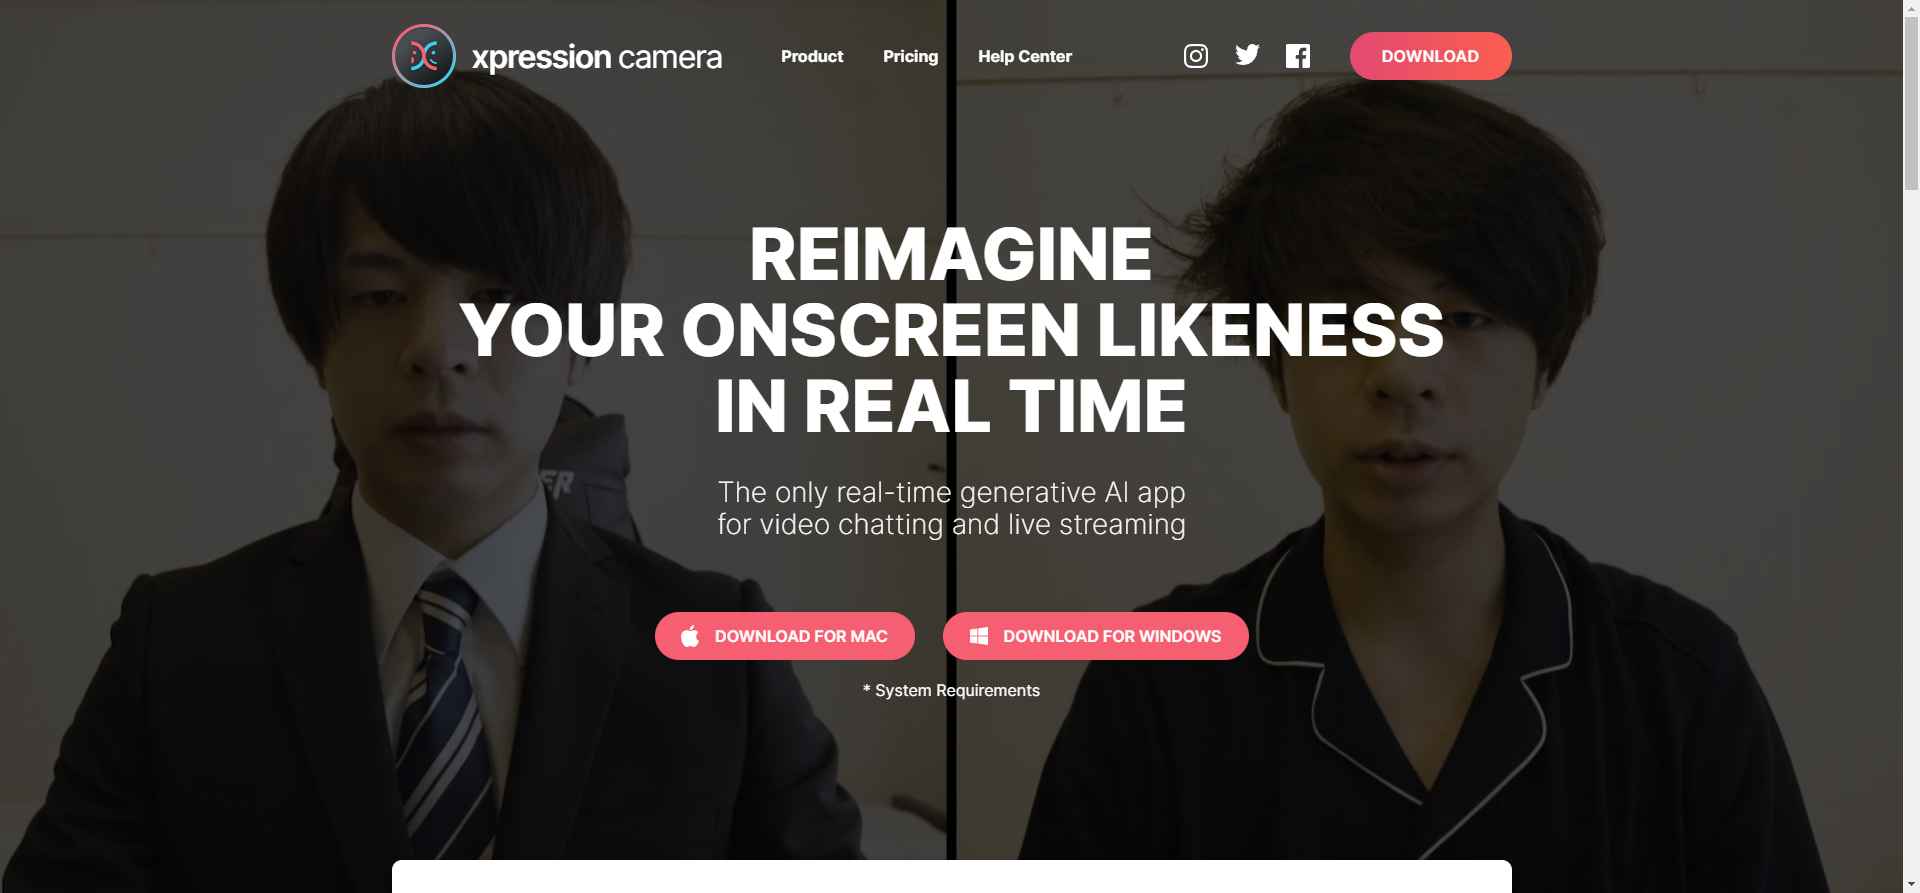 xpression camera
Product
Pricing
Help Center
DOWNLOAD
REIMAGINE
YOUR ONSCREEN LIKENESS
IN REAL TIME
The only real-time generative AI app
for video chatting and live streaming
DOWNLOAD FOR MAC
DOWNLOAD FOR WINDOWS
* System Requirements